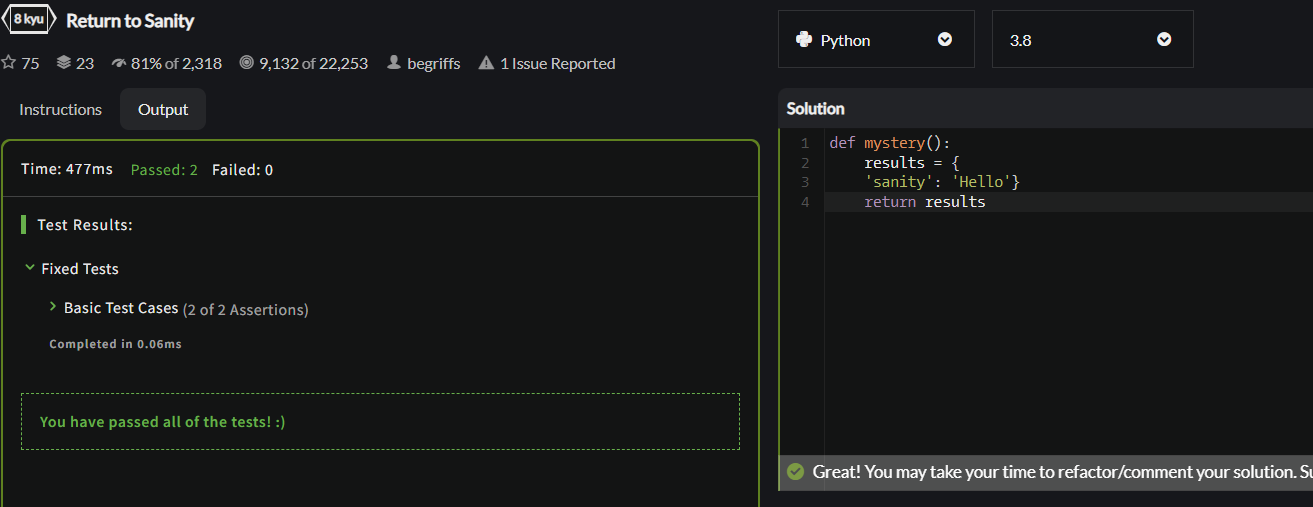 8 kyu Return to Sanity
75 23 81% of 2,318 9,132 of 22,253 begriffs 1 Issue Reported
Instructions Output
Time: 477ms Passed: 2 Failed: 0
Test Results:
Fixed Tests
Basic Test Cases (2 of 2 Assertions)
Completed in 0.06ms
You have passed all of the tests! :)
Python 3.8
Solution
1 def mystery():
2     results = {
3     'sanity': 'Hello'}
4     return results
Great! You may take your time to refactor/comment your solution. Su